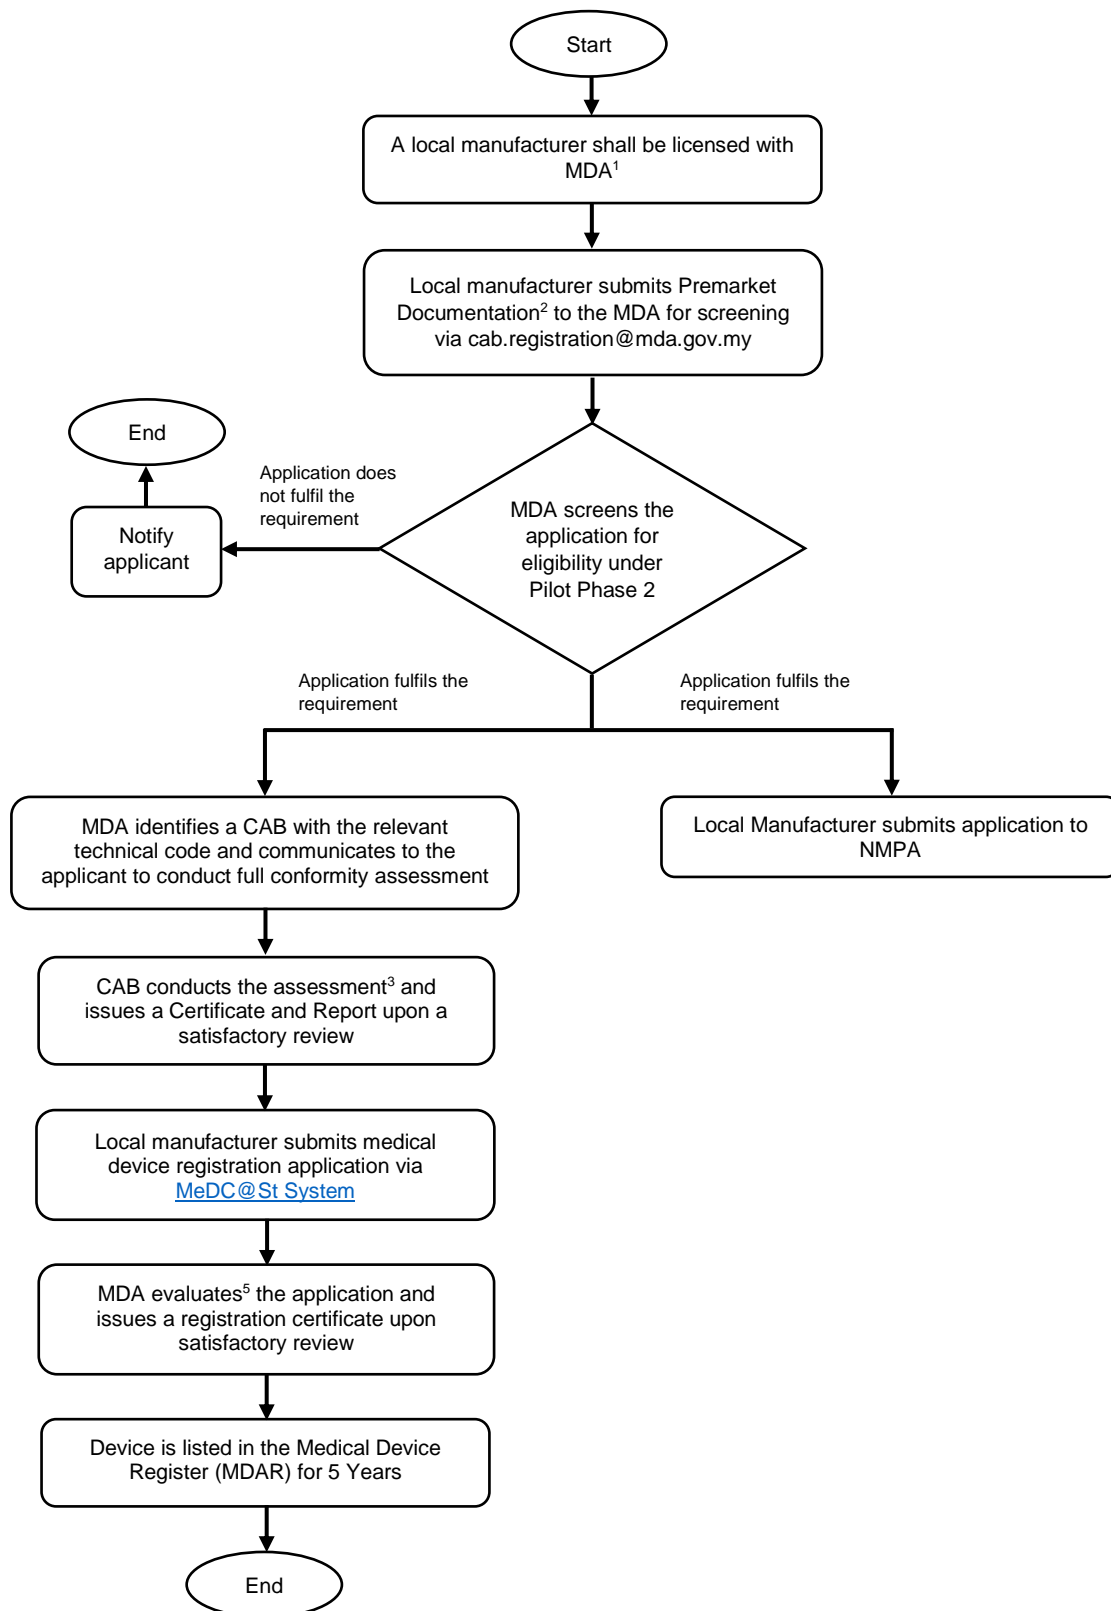 Start
A local manufacturer shall be licensed with
MDA¹
Local manufacturer submits Premarket
Documentation² to the MDA for screening
via cab.registration@mda.gov.my
End
Application does
not fulfil the
requirement
Notify
applicant
MDA screens the
application for
eligibility under
Pilot Phase 2
Application fulfils the
requirement
Application fulfils the
requirement
MDA identifies a CAB with the relevant
technical code and communicates to the
applicant to conduct full conformity assessment
Local Manufacturer submits application to
NMPA
CAB conducts the assessment³ and
issues a Certificate and Report upon a
satisfactory review
Local manufacturer submits medical
device registration application via
MeDC@St System
MDA evaluates⁵ the application and
issues a registration certificate upon
satisfactory review
Device is listed in the Medical Device
Register (MDAR) for 5 Years
End